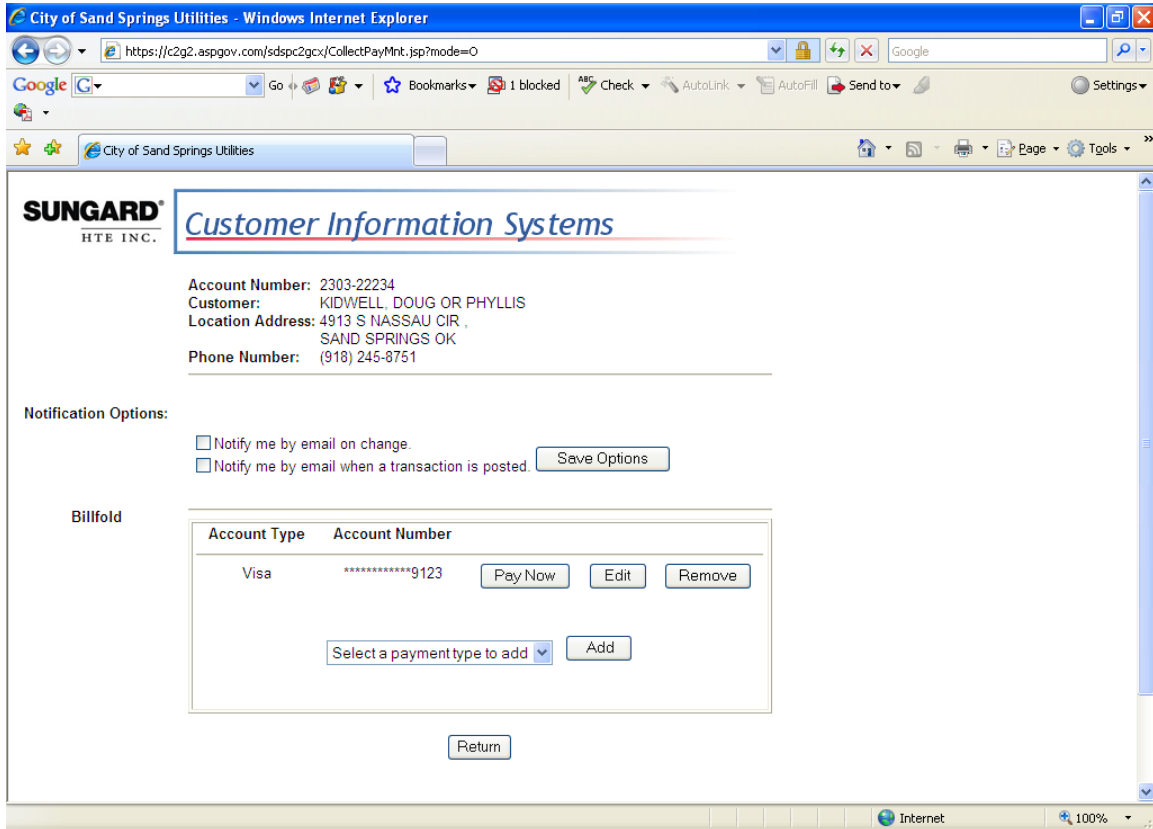 City of Sand Springs Utilities - Windows Internet Explorer
https://c2g2.aspgov.com/sdspc2gcx/CollectPayMnt.jsp?mode=O
Google
Google G Go Bookmarks 1 blocked ABC Check AutoLink AutoFill Send to Settings
City of Sand Springs Utilities
Page Tools »
SUNGARD®
HTE INC.
Customer Information Systems
Account Number: 2303-22234
Customer: KIDWELL, DOUG OR PHYLLIS
Location Address: 4913 S NASSAU CIR ,
SAND SPRINGS OK
Phone Number: (918) 245-8751
Notification Options:
Notify me by email on change.
Notify me by email when a transaction is posted. Save Options
Billfold
Account Type Account Number
Visa ************9123 Pay Now Edit Remove
Select a payment type to add Add
Return
Internet 100%